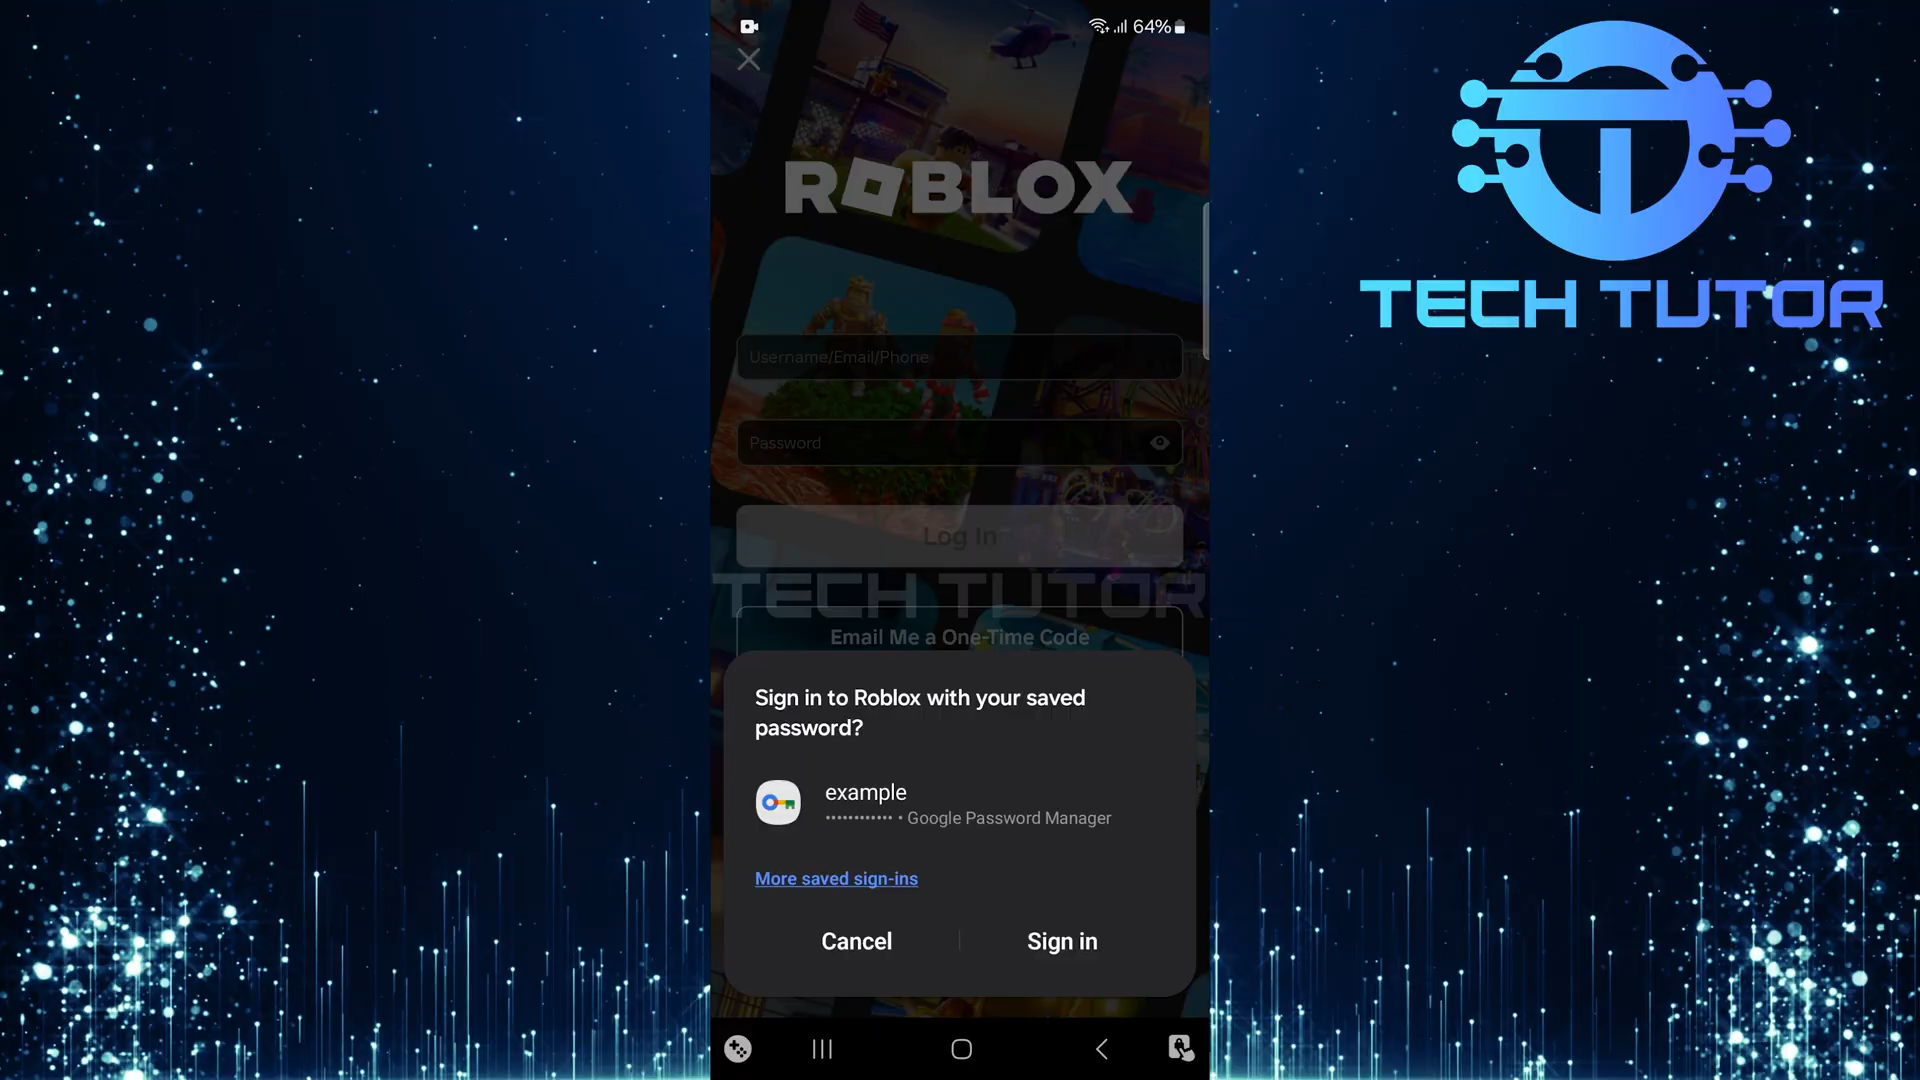 64%
ROBLOX
TECH TUTOR
Username/Email/Phone
Password
Log In
TECH TUTOR
Email Me a One-Time Code
Sign in to Roblox with your saved
password?
example
•••••••••••• • Google Password Manager
More saved sign-ins
Cancel
Sign in